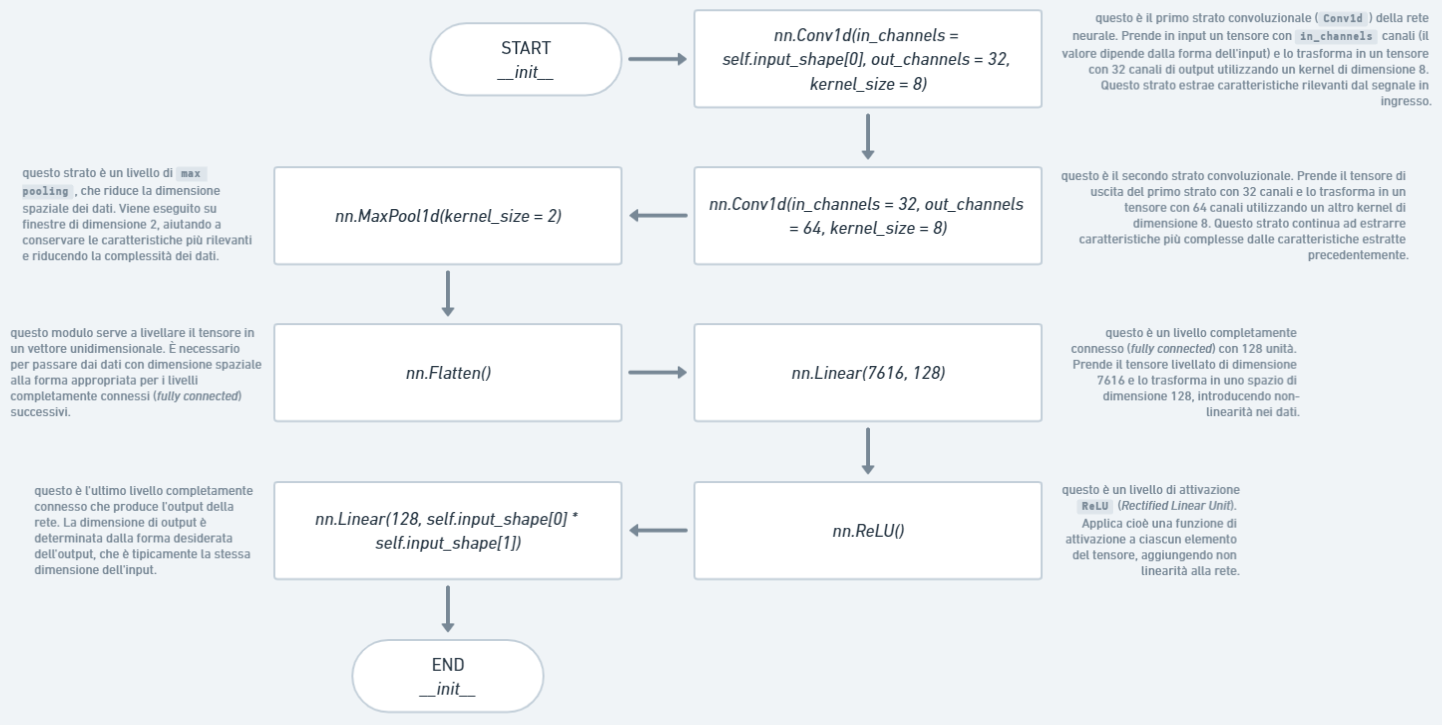 START
__init__
nn.Conv1d(in_channels =
self.input_shape[0], out_channels = 32,
kernel_size = 8)
questo è il primo strato convoluzionale ( Conv1d ) della rete
neurale. Prende in input un tensore con in_channels canali (il
valore dipende dalla forma dell'input) e lo trasforma in un tensore
con 32 canali di output utilizzando un kernel di dimensione 8.
Questo strato estrae caratteristiche rilevanti dal segnale in
ingresso.
questo strato è un livello di max
pooling , che riduce la dimensione
spaziale dei dati. Viene eseguito su
finestre di dimensione 2, aiutando a
conservare le caratteristiche più rilevanti
e riducendo la complessità dei dati.
nn.MaxPool1d(kernel_size = 2)
nn.Conv1d(in_channels = 32, out_channels
= 64, kernel_size = 8)
questo è il secondo strato convoluzionale. Prende il tensore di
uscita del primo strato con 32 canali e lo trasforma in un
tensore con 64 canali utilizzando un altro kernel di
dimensione 8. Questo strato continua ad estrarre
caratteristiche più complesse dalle caratteristiche estratte
precedentemente.
questo modulo serve a livellare il tensore in
un vettore unidimensionale. È necessario
per passare dai dati con dimensione spaziale
alla forma appropriata per i livelli
completamente connessi (fully connected)
successivi.
nn.Flatten()
nn.Linear(7616, 128)
questo è un livello completamente
connesso (fully connected) con 128 unità.
Prende il tensore livellato di dimensione
7616 e lo trasforma in uno spazio di
dimensione 128, introducendo non-
linearità nei dati.
questo è l'ultimo livello completamente
connesso che produce l'output della
rete. La dimensione di output è
determinata dalla forma desiderata
dell'output, che è tipicamente la stessa
dimensione dell'input.
nn.Linear(128, self.input_shape[0] *
self.input_shape[1])
nn.ReLU()
questo è un livello di attivazione
ReLU (Rectified Linear Unit).
Applica cioè una funzione di
attivazione a ciascun elemento
del tensore, aggiungendo non
linearità alla rete.
END
__init__